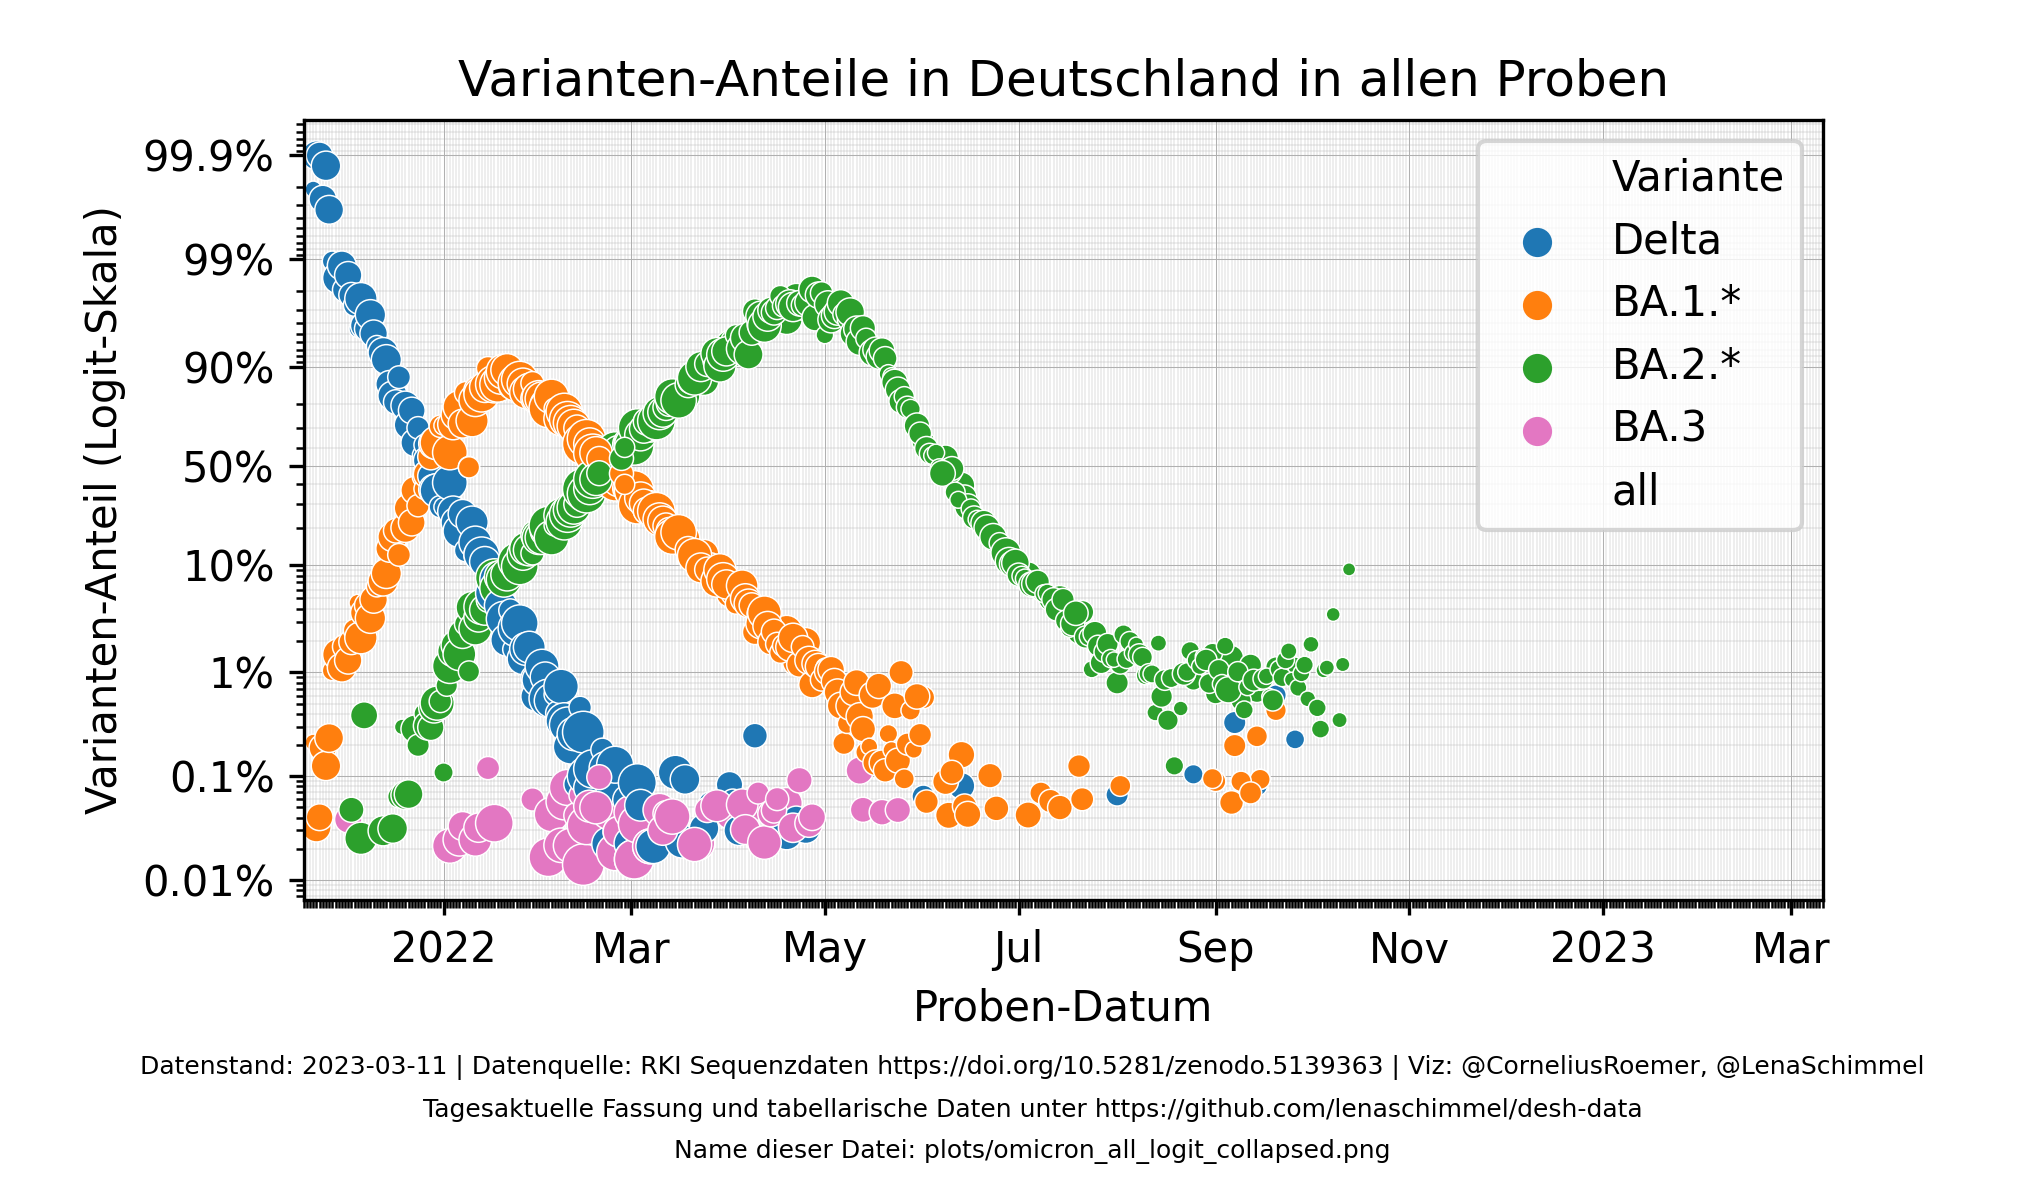 Varianten-Anteile in Deutschland in allen Proben
Varianten-Anteil (Logit-Skala)
99.9%
99%
90%
50%
10%
1%
0.1%
0.01%
Variante
Delta
BA.1.*
BA.2.*
BA.3
all
2022 Mar May Jul Sep Nov 2023 Mar
Proben-Datum
Datenstand: 2023-03-11 | Datenquelle: RKI Sequenzdaten https://doi.org/10.5281/zenodo.5139363 | Viz: @CorneliusRoemer, @LenaSchimmel
Tagesaktuelle Fassung und tabellarische Daten unter https://github.com/lenaschimmel/desh-data
Name dieser Datei: plots/omicron_all_logit_collapsed.png